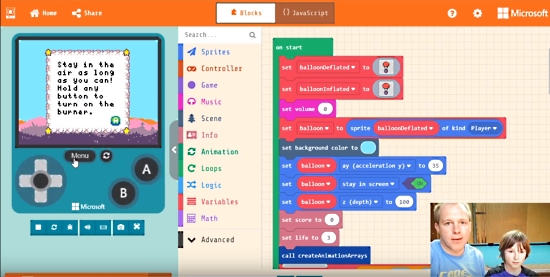 Home
Share
Blocks
{} JavaScript
Microsoft
Stay in the
air as long
as you can!
Hold any
button to
turn on the
burner.
Menu
A
B
Microsoft
Search...
Sprites
Controller
Game
Music
Scene
Info
Animation
Loops
Logic
Variables
Math
Advanced
on start
set balloonDeflated to
set balloonInflated to
set volume 0
set balloon to sprite balloonDeflated of kind Player
set background color to
set balloon ay (acceleration y) to 35
set balloon stay in screen
set balloon z (depth) to 100
set score to 0
set life to 3
call createAnimationArrays